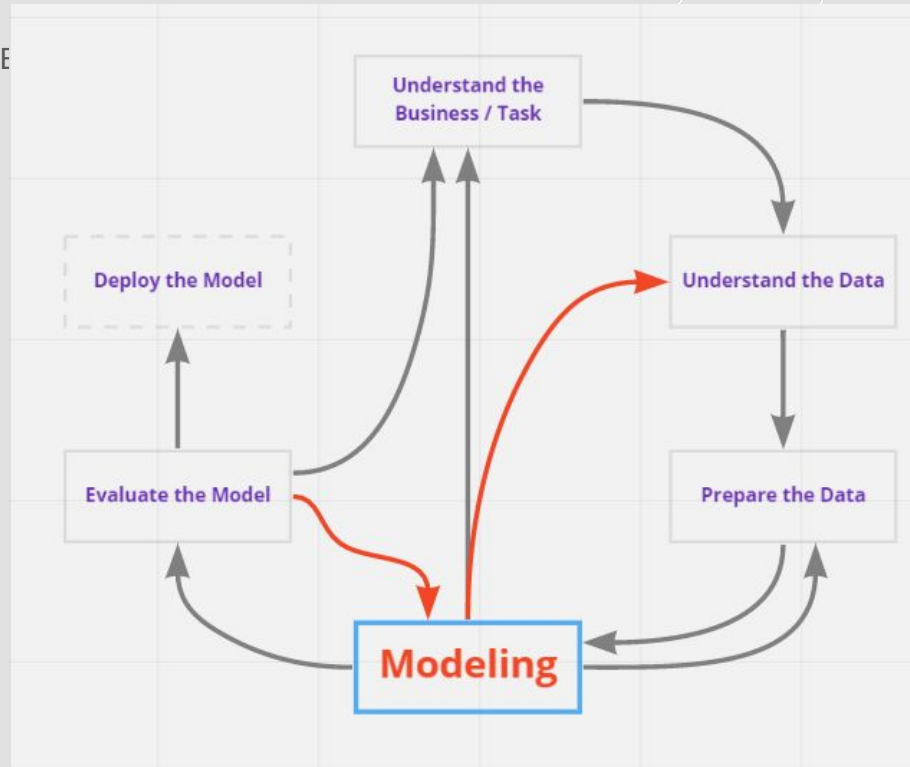 E
Understand the
Business / Task
Deploy the Model
Understand the Data
Evaluate the Model
Prepare the Data
Modeling